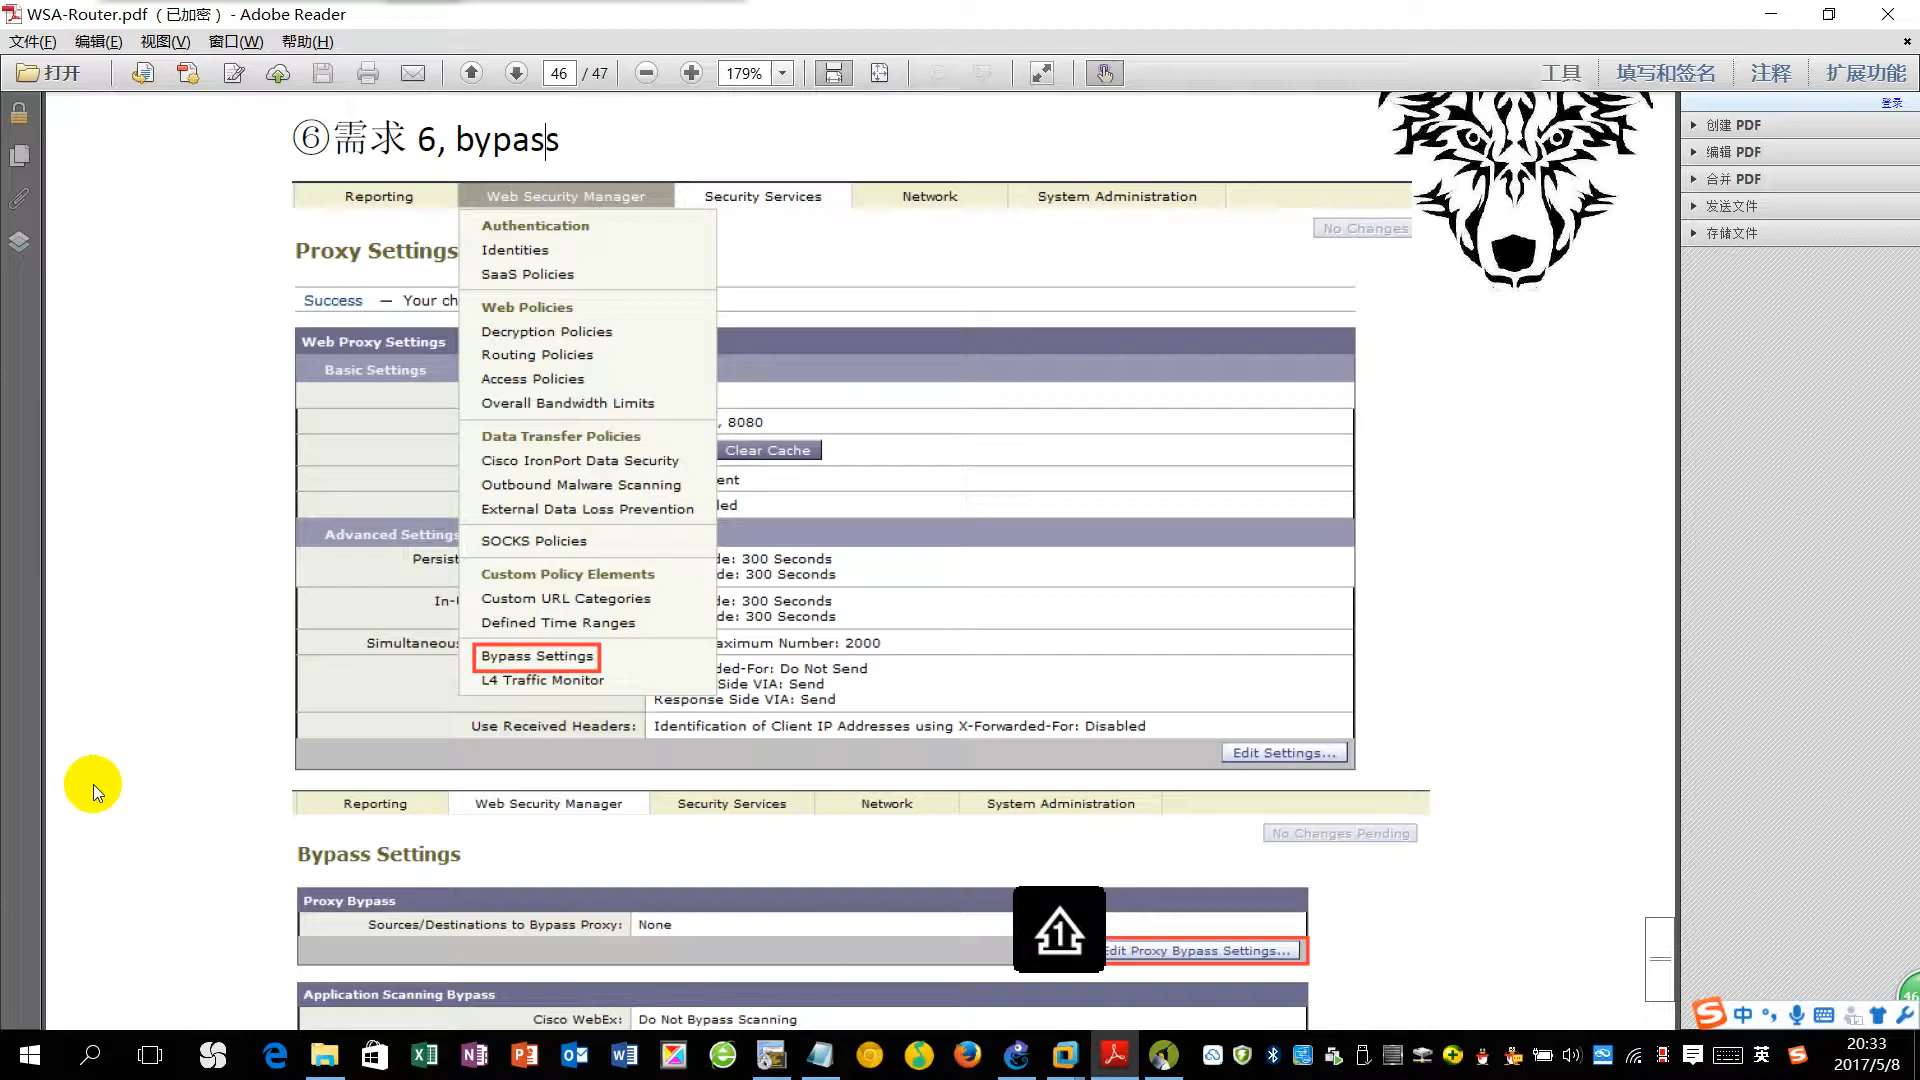 WSA-Router.pdf （已加密） - Adobe Reader
文件(F) 编辑(E) 视图(V) 窗口(W) 帮助(H)
打开 46 / 47 179% 工具 填写和签名 注释 扩展功能
登录
创建 PDF
编辑 PDF
合并 PDF
发送文件
存储文件
⑥需求 6, bypass
Reporting Web Security Manager Security Services Network System Administration
No Changes
Proxy Settings
Success — Your ch
Authentication
Identities
SaaS Policies
Web Policies
Decryption Policies
Routing Policies
Access Policies
Overall Bandwidth Limits
Data Transfer Policies
Cisco IronPort Data Security
Outbound Malware Scanning
External Data Loss Prevention
SOCKS Policies
Custom Policy Elements
Custom URL Categories
Defined Time Ranges
Bypass Settings
L4 Traffic Monitor
Web Proxy Settings
Basic Settings
, 8080
Clear Cache
ent
led
Advanced Settings
Persist de: 300 Seconds
de: 300 Seconds
In- de: 300 Seconds
de: 300 Seconds
Simultaneous aximum Number: 2000
ded-For: Do Not Send
Side VIA: Send
Response Side VIA: Send
Use Received Headers: Identification of Client IP Addresses using X-Forwarded-For: Disabled
Edit Settings...
Reporting Web Security Manager Security Services Network System Administration
No Changes Pending
Bypass Settings
Proxy Bypass
Sources/Destinations to Bypass Proxy: None
Edit Proxy Bypass Settings...
Application Scanning Bypass
Cisco WebEx: Do Not Bypass Scanning
46
中
英
20:33
2017/5/8